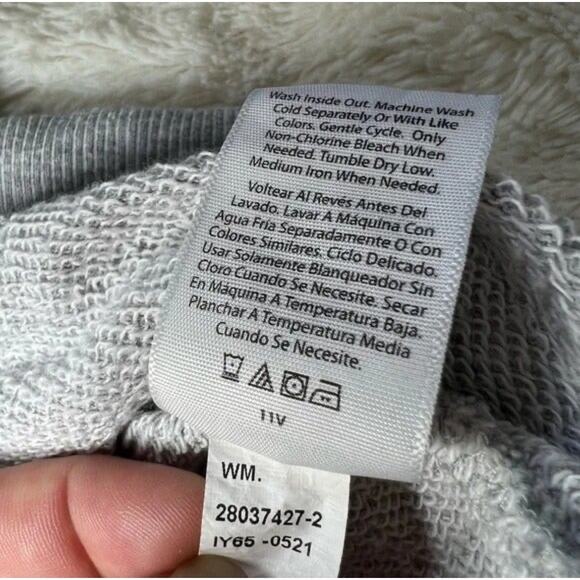 Wash Inside Out. Machine Wash
Cold Separately Or With Like
Colors. Gentle Cycle. Only
Non-Chlorine Bleach When
Needed. Tumble Dry Low.
Medium Iron When Needed.
Voltear Al Revés Antes Del
Lavado. Lavar A Máquina Con
Agua Fria Separadamente O Con
Colores Similares. Ciclo Delicado.
Usar Solamente Blanqueador Sin
Cloro Cuando Se Necesite. Secar
En Máquina A Temperatura Baja.
Planchar A Temperatura Media
Cuando Se Necesite.
11V
WM.
28037427-2
IY65 -0521